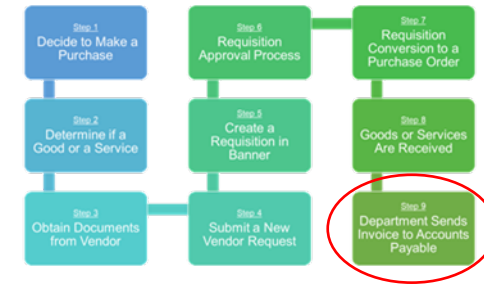 Step 1
Decide to Make a
Purchase
Step 2
Determine if a
Good or a Service
Step 3
Obtain Documents
from Vendor
Step 4
Submit a New
Vendor Request
Step 5
Create a
Requisition in
Banner
Step 6
Requisition
Approval Process
Step 7
Requisition
Conversion to a
Purchase Order
Step 8
Goods or Services
Are Received
Step 9
Department Sends
Invoice to Accounts
Payable